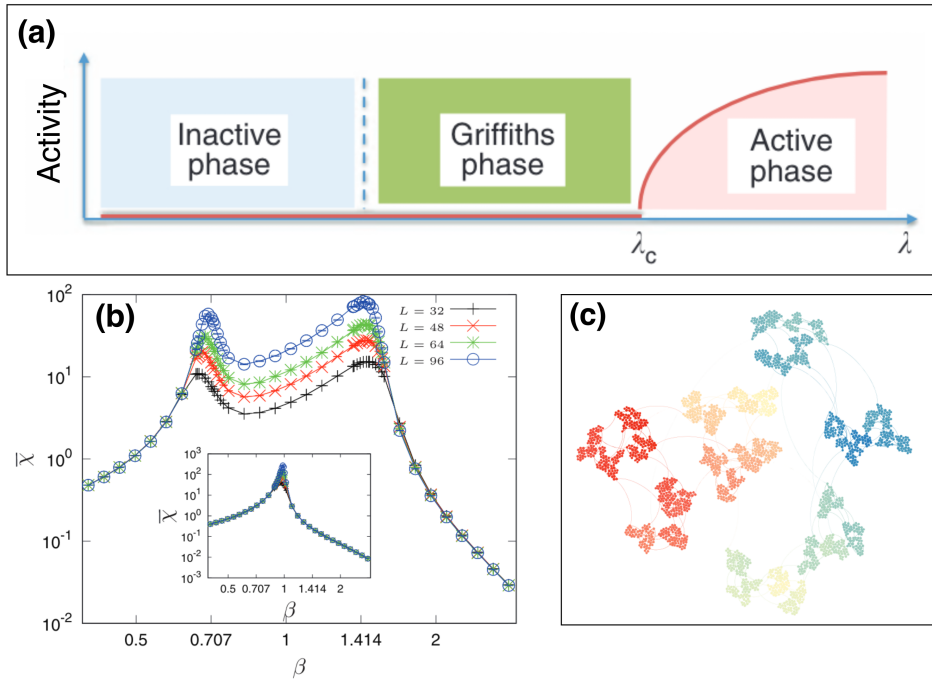 (a)
Activity
Inactive
phase
Griffiths
phase
Active
phase
λc
λ
(b)
10²
10¹
10⁰
10⁻¹
10⁻²
χ̅
L = 32
L = 48
L = 64
L = 96
10³
10²
10¹
10⁰
10⁻¹
10⁻²
10⁻³
χ̅
0.5 0.707 1 1.414 2
β
0.5 0.707 1 1.414 2
β
(c)